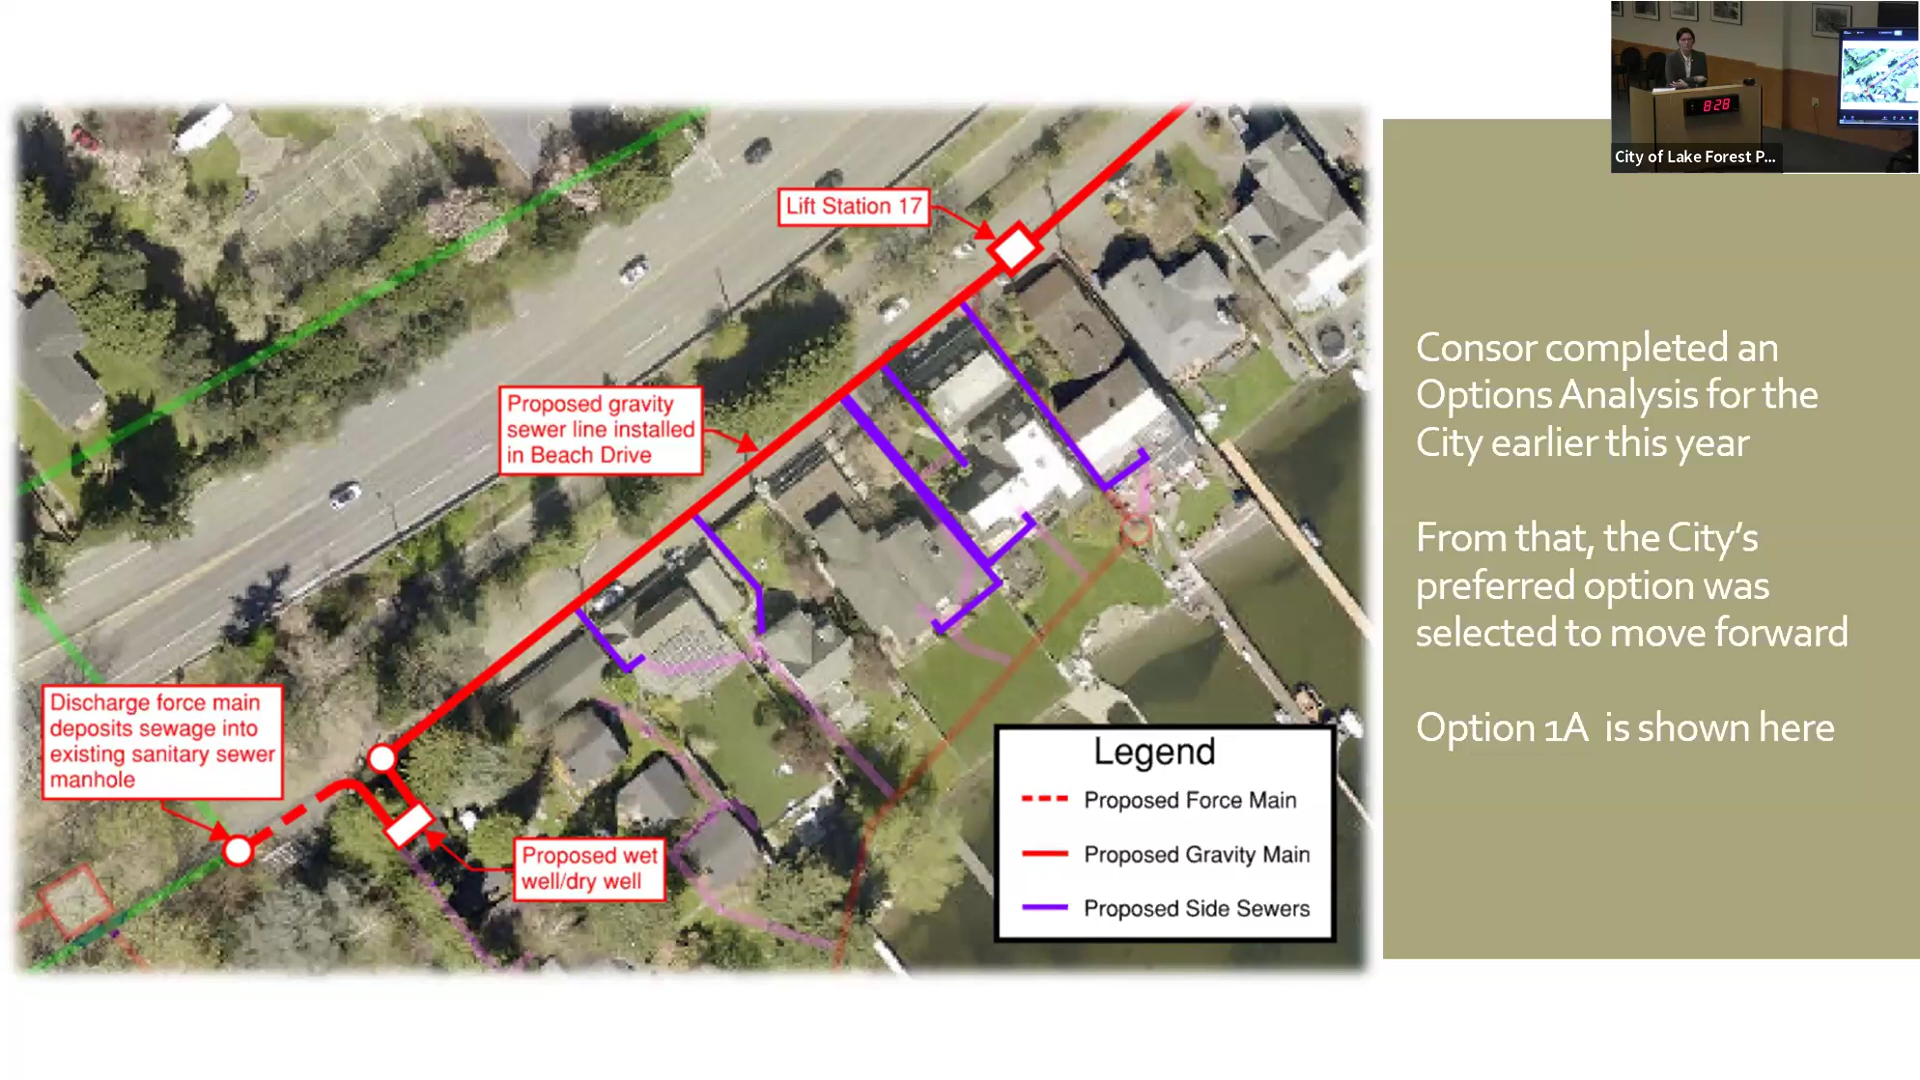 City of Lake Forest P...
828
Lift Station 17
Proposed gravity
sewer line installed
in Beach Drive
Discharge force main
deposits sewage into
existing sanitary sewer
manhole
Proposed wet
well/dry well
Legend
Proposed Force Main
Proposed Gravity Main
Proposed Side Sewers
Consor completed an
Options Analysis for the
City earlier this year
From that, the City’s
preferred option was
selected to move forward
Option 1A is shown here